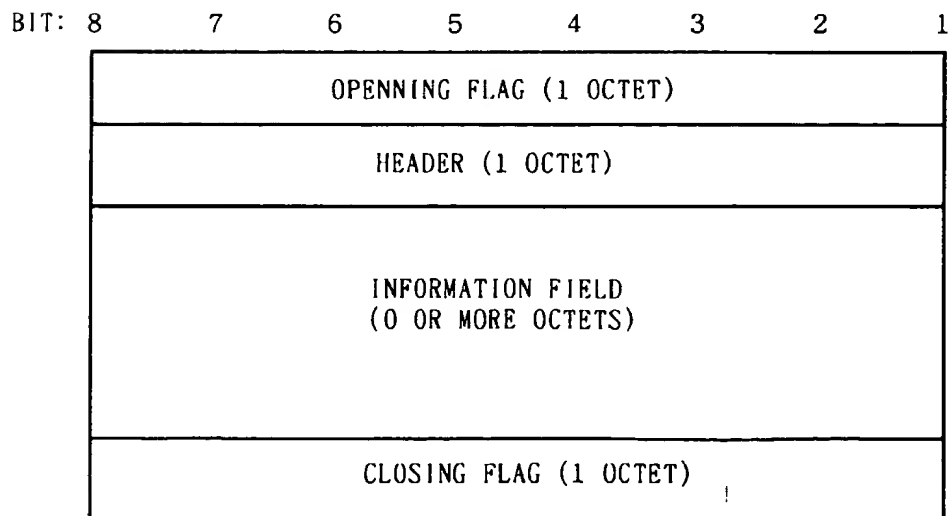 BIT: 8 7 6 5 4 3 2 1
OPENNING FLAG (1 OCTET)
HEADER (1 OCTET)
INFORMATION FIELD
(0 OR MORE OCTETS)
CLOSING FLAG (1 OCTET)